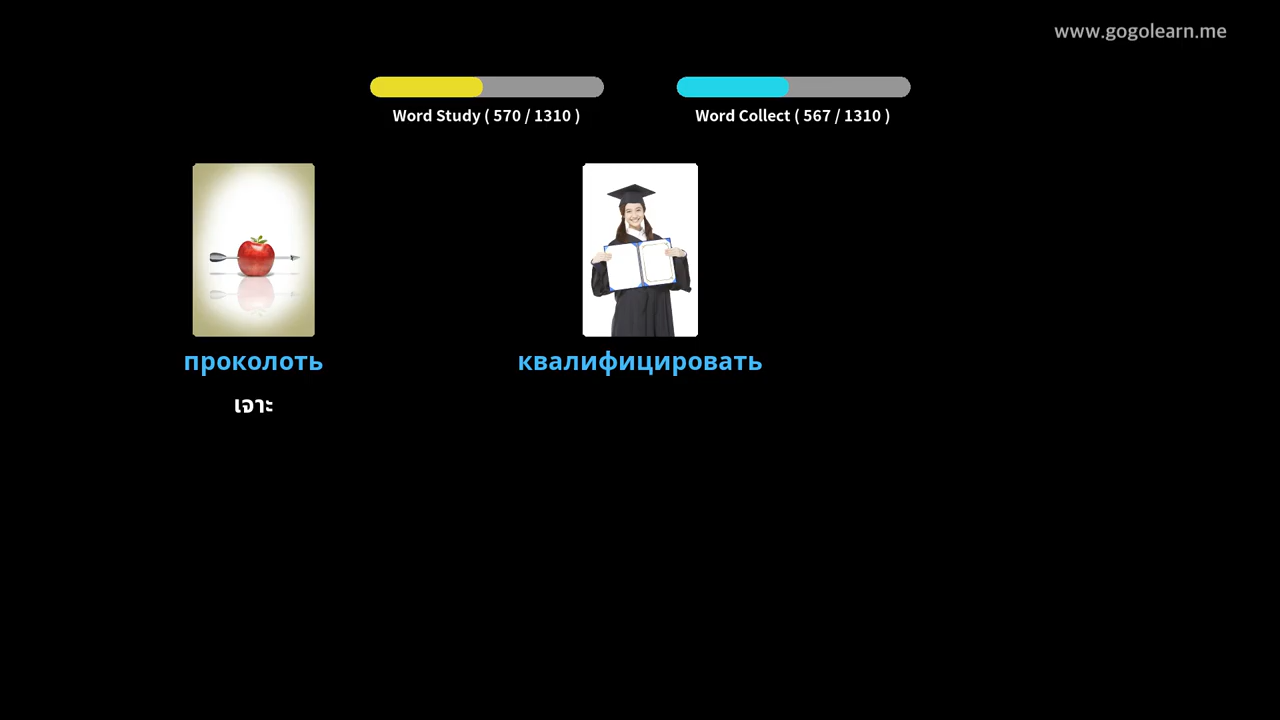 www.gogolearn.me
Word Study ( 570 / 1310 )
Word Collect ( 567 / 1310 )
проколоть
квалифицировать
เจาะ